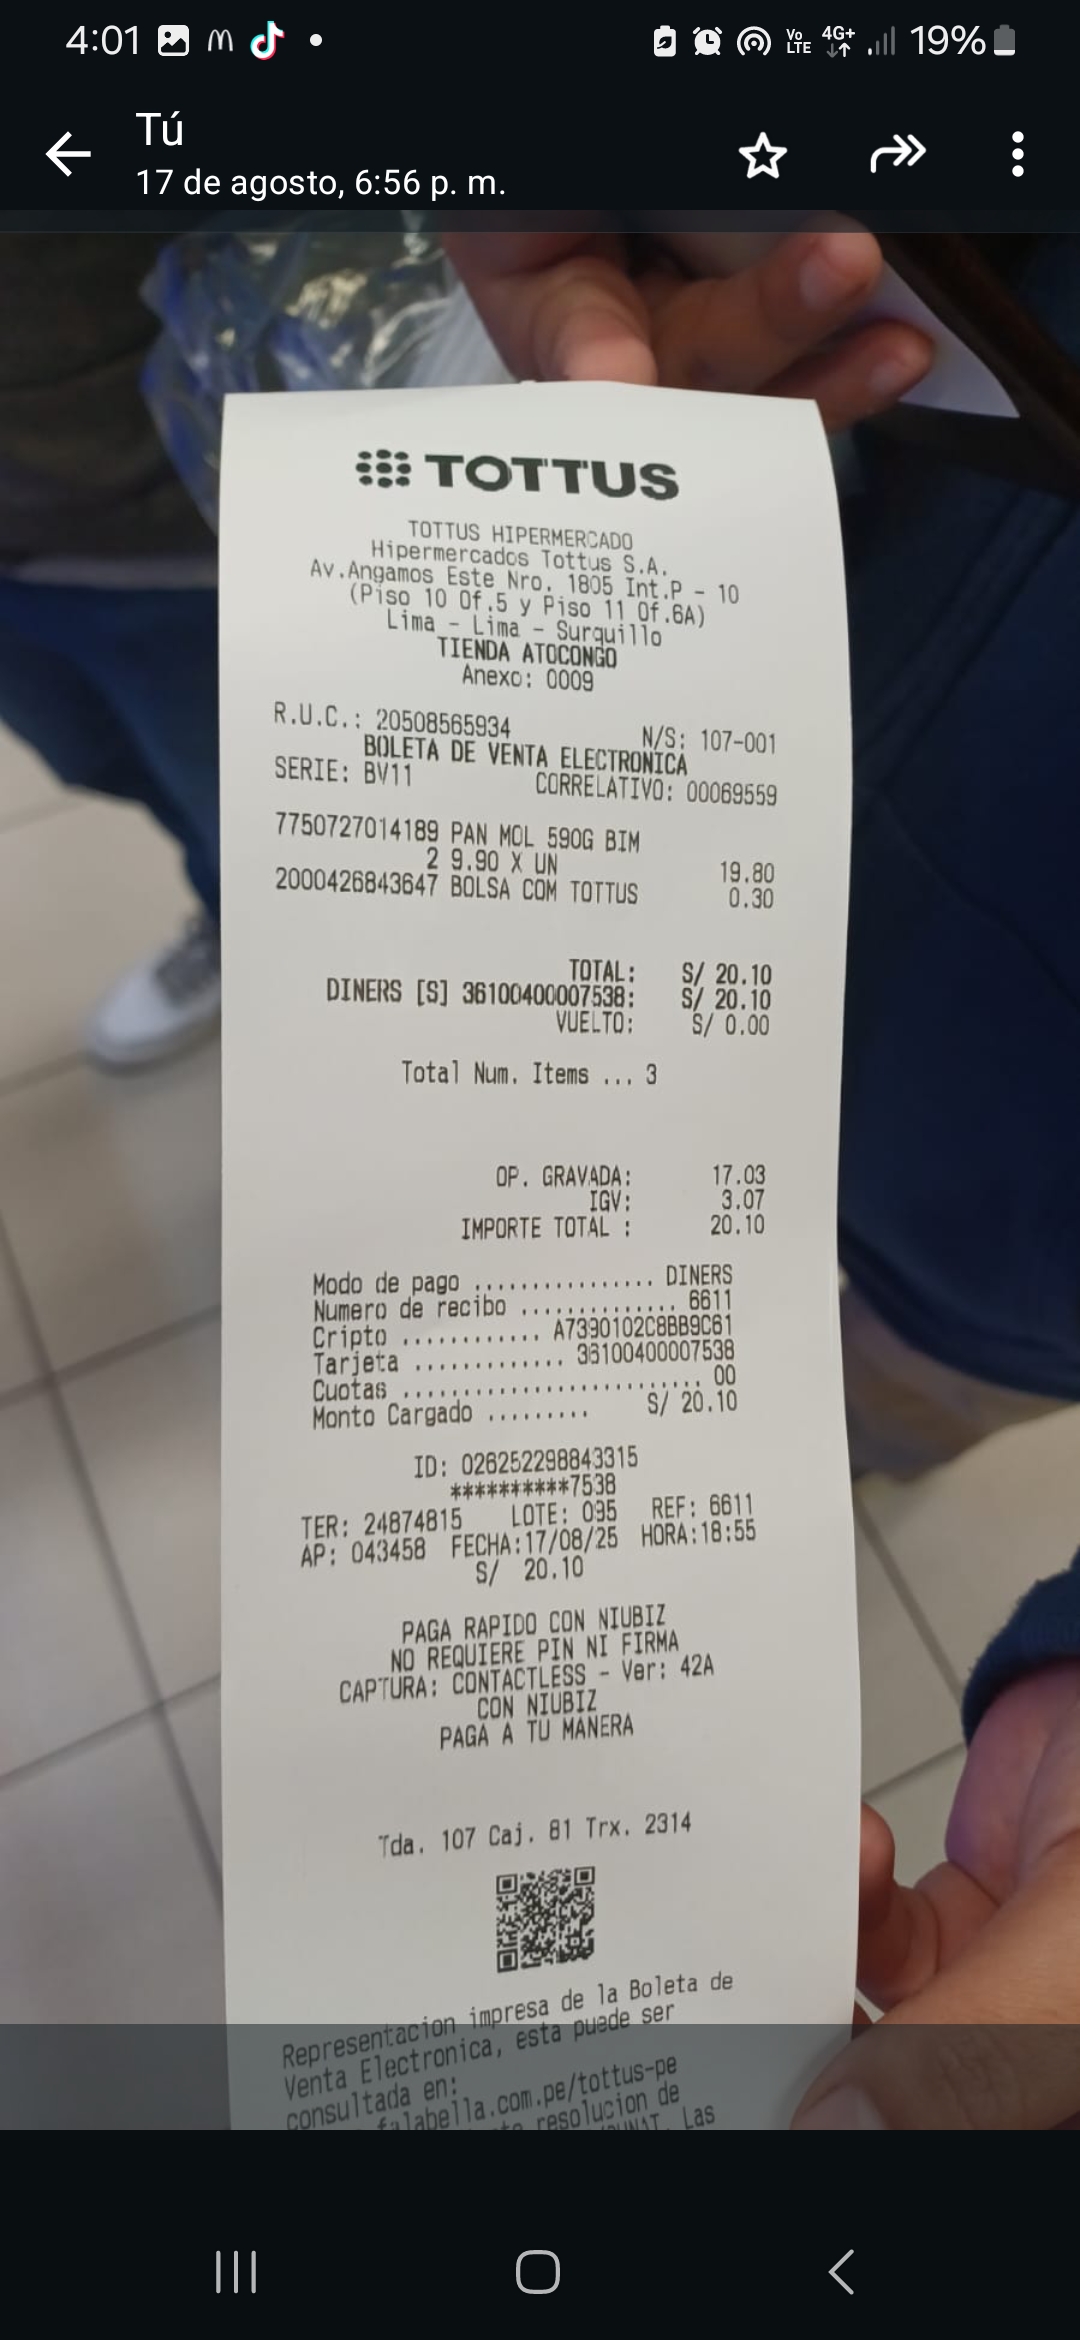 4:01
Vo LTE 4G+ 19%
Tú
17 de agosto, 6:56 p. m.
TOTTUS
TOTTUS HIPERMERCADO
Hipermercados Tottus S.A.
Av.Angamos Este Nro. 1805 Int.P - 10
(Piso 10 Of.5 y Piso 11 Of.6A)
Lima - Lima - Surquillo
TIENDA ATOCONGO
Anexo: 0009
R.U.C.: 20508565934 N/S: 107-001
BOLETA DE VENTA ELECTRONICA
SERIE: BV11 CORRELATIVO: 00069559
7750727014189 PAN MOL 590G BIM
2 9.90 X UN 19.80
2000426843647 BOLSA COM TOTTUS 0.30
TOTAL: S/ 20.10
DINERS [S] 36100400007538: S/ 20.10
VUELTO: S/ 0.00
Total Num. Items ... 3
OP. GRAVADA: 17.03
IGV: 3.07
IMPORTE TOTAL : 20.10
Modo de pago ................ DINERS
Numero de recibo .............. 6611
Cripto ............ A7390102C8BB9C61
Tarjeta ............. 36100400007538
Cuotas ........................... 00
Monto Cargado ......... S/ 20.10
ID: 026252298843315
**********7538
TER: 24874815 LOTE: 095 REF: 6611
AP: 043458 FECHA:17/08/25 HORA:18:55
S/ 20.10
PAGA RAPIDO CON NIUBIZ
NO REQUIERE PIN NI FIRMA
CAPTURA: CONTACTLESS - Ver: 42A
CON NIUBIZ
PAGA A TU MANERA
Tda. 107 Caj. 81 Trx. 2314
Representacion impresa de la Boleta de
Venta Electronica, esta puede ser
consultada en:
falabella.com.pe/tottus-pe
resolucion de
Las